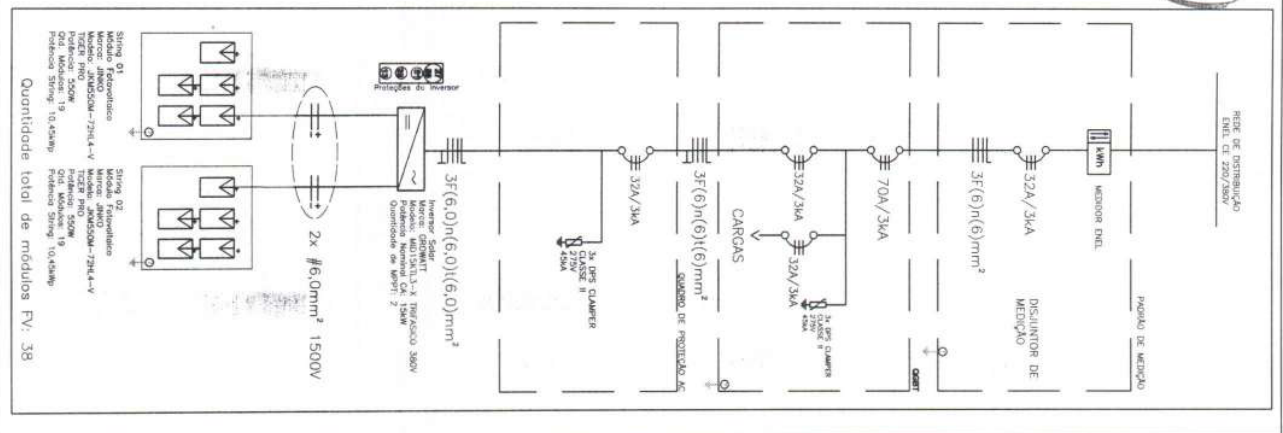 REDE DE DISTRIBUIÇÃO
ENEL CE 220/380V
PADRÃO DE MEDIÇÃO
kWh
MEDIDOR ENEL
32A/3kA
DISJUNTOR DE
MEDIÇÃO
3F(6)n(6)mm²
QGBT
70A/3kA
3x DPS CLAMPER
CLASSE II
275V
45kA
32A/3kA
32A/3kA
CARGAS
3F(6)n(6)t(6)mm²
QUADRO DE PROTEÇÃO AC
32A/3kA
3x DPS CLAMPER
CLASSE II
275V
45kA
3F(6,0)n(6,0)t(6,0)mm²
Inversor Solar
Marca: GROWATT
Modelo: MID15KTL3-X TRIFÁSICO 380V
Potência Nominal CA: 15kW
Quantidade de MPPT: 2
Proteções do Inversor
2x #6,0mm² 1500V
String 01
Módulo Fotovoltaico
Marca: JINKO
Modelo: JKM550M-72HL4-V
TIGER PRO
Potência: 550W
Qtd. Módulos: 19
Potência String: 10,45kWp
String 02
Módulo Fotovoltaico
Marca: JINKO
Modelo: JKM550M-72HL4-V
TIGER PRO
Potência: 550W
Qtd. Módulos: 19
Potência String: 10,45kWp
Quantidade total de módulos FV: 38